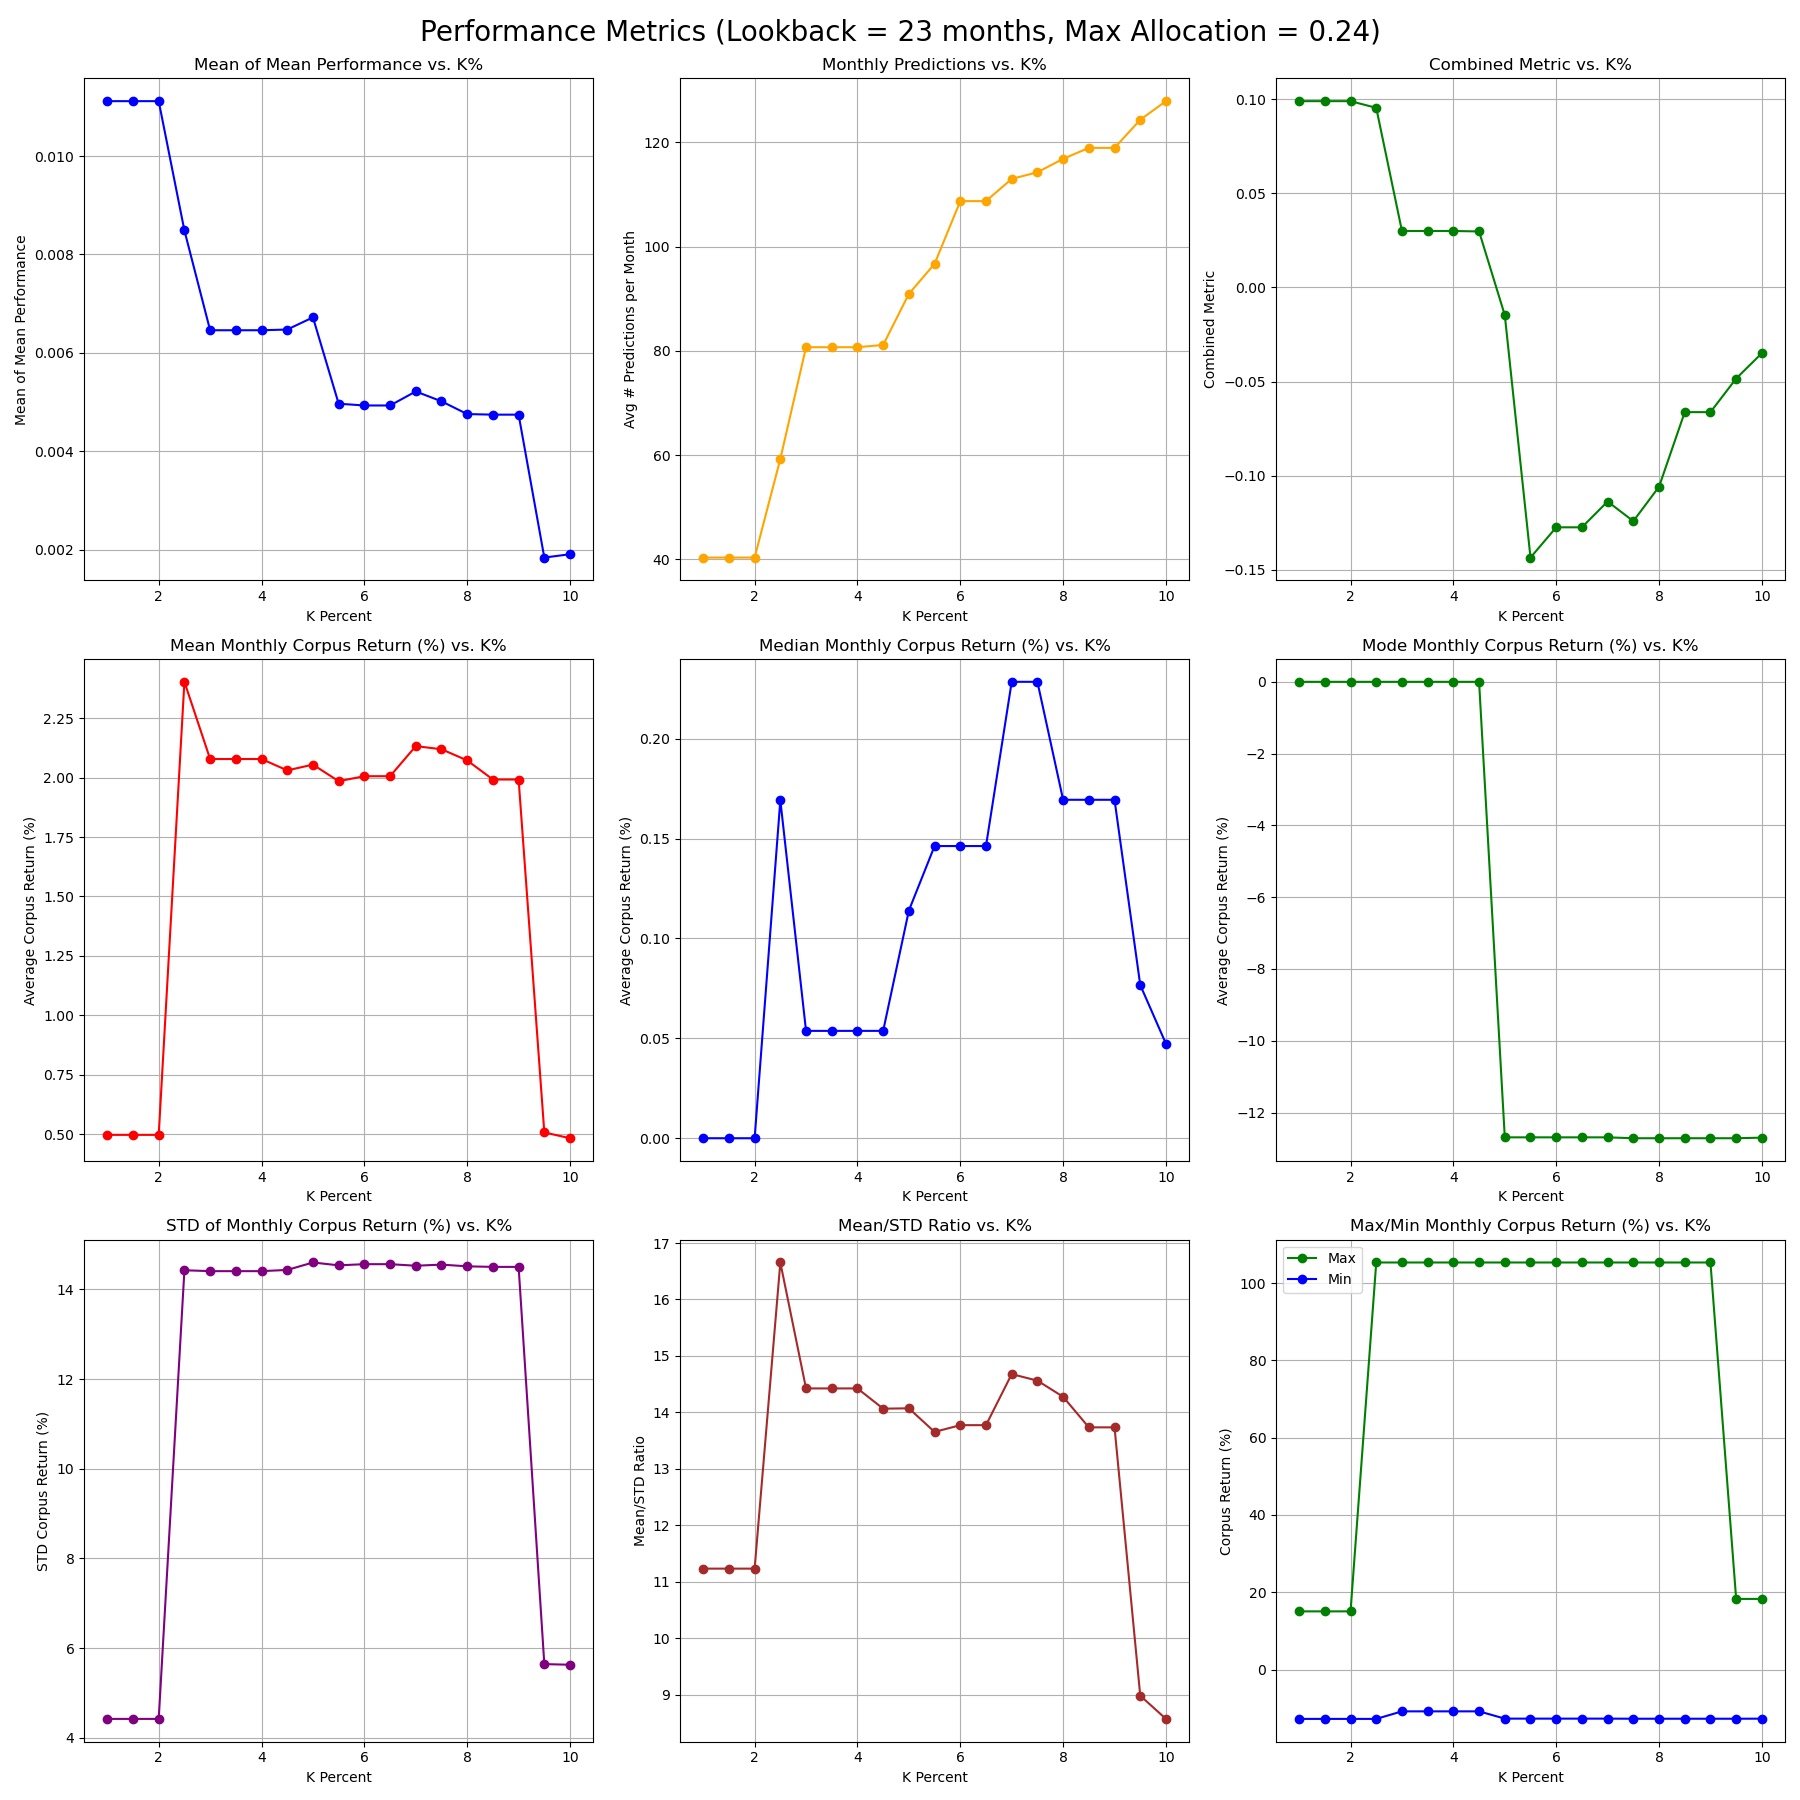 Performance Metrics (Lookback = 23 months, Max Allocation = 0.24)
Mean of Mean Performance vs. K%
Mean of Mean Performance
0.010
0.008
0.006
0.004
0.002
2 4 6 8 10
K Percent
Monthly Predictions vs. K%
Avg # Predictions per Month
120
100
80
60
40
2 4 6 8 10
K Percent
Combined Metric vs. K%
Combined Metric
0.10
0.05
0.00
−0.05
−0.10
−0.15
2 4 6 8 10
K Percent
Mean Monthly Corpus Return (%) vs. K%
Average Corpus Return (%)
2.25
2.00
1.75
1.50
1.25
1.00
0.75
0.50
2 4 6 8 10
K Percent
Median Monthly Corpus Return (%) vs. K%
Average Corpus Return (%)
0.20
0.15
0.10
0.05
0.00
2 4 6 8 10
K Percent
Mode Monthly Corpus Return (%) vs. K%
Average Corpus Return (%)
0
−2
−4
−6
−8
−10
−12
2 4 6 8 10
K Percent
STD of Monthly Corpus Return (%) vs. K%
STD Corpus Return (%)
14
12
10
8
6
4
2 4 6 8 10
K Percent
Mean/STD Ratio vs. K%
Mean/STD Ratio
17
16
15
14
13
12
11
10
9
2 4 6 8 10
K Percent
Max/Min Monthly Corpus Return (%) vs. K%
Max
Min
Corpus Return (%)
100
80
60
40
20
0
2 4 6 8 10
K Percent